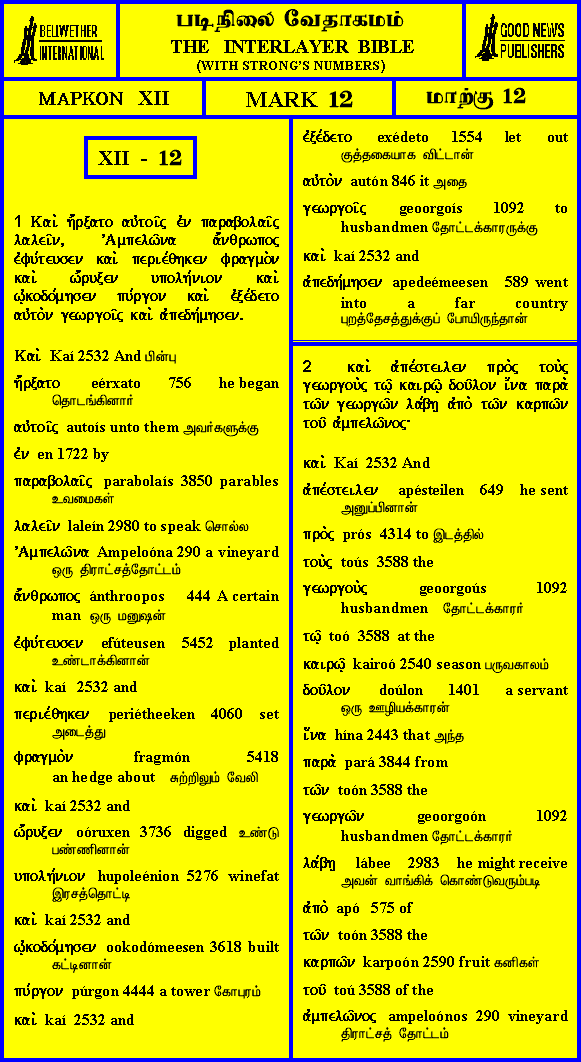 BELLWETHER
INTERNATIONAL
படிநிலை வேதாகமம்
THE INTERLAYER BIBLE
(WITH STRONG'S NUMBERS)
GOOD NEWS
PUBLISHERS
ΜΑΡΚΟΝ XII
MARK 12
மாற்கு 12
XII - 12
1 Καὶ ἤρξατο αὐτοῖς ἐν παραβολαῖς
λαλεῖν, Ἀμπελῶνα ἄνθρωπος
ἐφύτευσεν καὶ περιέθηκεν φραγμὸν
καὶ ὤρυξεν υπολήνιον καὶ
ᾠκοδόμησεν πύργον καὶ ἐξέδετο
αὐτὸν γεωργοῖς καὶ ἀπεδήμησεν.
Καὶ Kaí 2532 And பின்பு
ἤρξατο eérxato 756 he began
தொடங்கினார்
αὐτοῖς autoís unto them அவர்களுக்கு
ἐν en 1722 by
παραβολαῖς parabolaís 3850 parables
உவமைகள்
λαλεῖν laleín 2980 to speak சொல்ல
Ἀμπελῶνα Ampeloóna 290 a vineyard
ஒரு திராட்சத்தோட்டம்
ἄνθρωπος ánthroopos 444 A certain
man ஒரு மனுஷன்
ἐφύτευσεν efúteusen 5452 planted
உண்டாக்கினான்
καὶ kaí 2532 and
περιέθηκεν periétheeken 4060 set
அடைத்து
φραγμὸν fragmón 5418
an hedge about சுற்றிலும் வேலி
καὶ kaí 2532 and
ὤρυξεν oóruxen 3736 digged உண்டு
பண்ணினான்
υπολήνιον hupoleénion 5276 winefat
இரசத்தொட்டி
καὶ kaí 2532 and
ᾠκοδόμησεν ookodómeesen 3618 built
கட்டினான்
πύργον púrgon 4444 a tower கோபுரம்
καὶ kaí 2532 and
ἐξέδετο exédeto 1554 let out
குத்தகையாக விட்டான்
αὐτὸν autón 846 it அதை
γεωργοῖς geoorgoís 1092 to
husbandmen தோட்டக்காரருக்கு
καὶ kaí 2532 and
ἀπεδήμησεν apedeémeesen 589 went
into a far country
புறத்தேசத்துக்குப் போயிருந்தான்
2 καὶ ἀπέστειλεν πρὸς τοὺς
γεωργοὺς τῷ καιρῷ δοῦλον ἵνα παρὰ
τῶν γεωργῶν λάβῃ ἀπὸ τῶν καρπῶν
τοῦ ἀμπελῶνος·
καὶ Kaí 2532 And
ἀπέστειλεν apésteilen 649 he sent
அனுப்பினான்
πρὸς prós 4314 to இடத்தில்
τοὺς toús 3588 the
γεωργοὺς geoorgoús 1092
husbandmen தோட்டக்காரர்
τῷ toó 3588 at the
καιρῷ kairoó 2540 season பருவகாலம்
δοῦλον doúlon 1401 a servant
ஒரு ஊழியக்காரன்
ἵνα hína 2443 that அந்த
παρὰ pará 3844 from
τῶν toón 3588 the
γεωργῶν geoorgoón 1092
husbandmen தோட்டக்காரர்
λάβῃ lábee 2983 he might receive
அவன் வாங்கிக் கொண்டுவரும்படி
ἀπὸ apó 575 of
τῶν toón 3588 the
καρπῶν karpoón 2590 fruit கனிகள்
τοῦ toú 3588 of the
ἀμπελῶνος ampeloónos 290 vineyard
திராட்சத் தோட்டம்